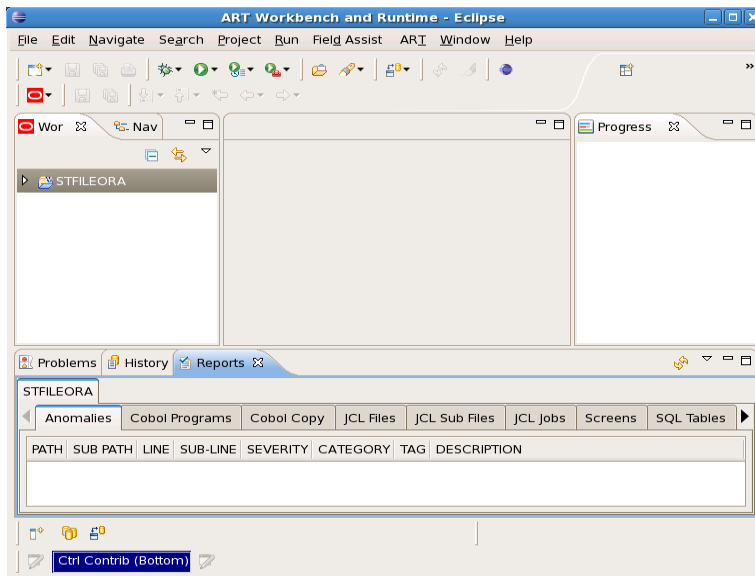 ART Workbench and Runtime - Eclipse
File Edit Navigate Search Project Run Field Assist ART Window Help
»
Wor Nav Progress
STFILEORA
Problems History Reports
STFILEORA
Anomalies Cobol Programs Cobol Copy JCL Files JCL Sub Files JCL Jobs Screens SQL Tables
PATH SUB PATH LINE SUB-LINE SEVERITY CATEGORY TAG DESCRIPTION
Ctrl Contrib (Bottom)